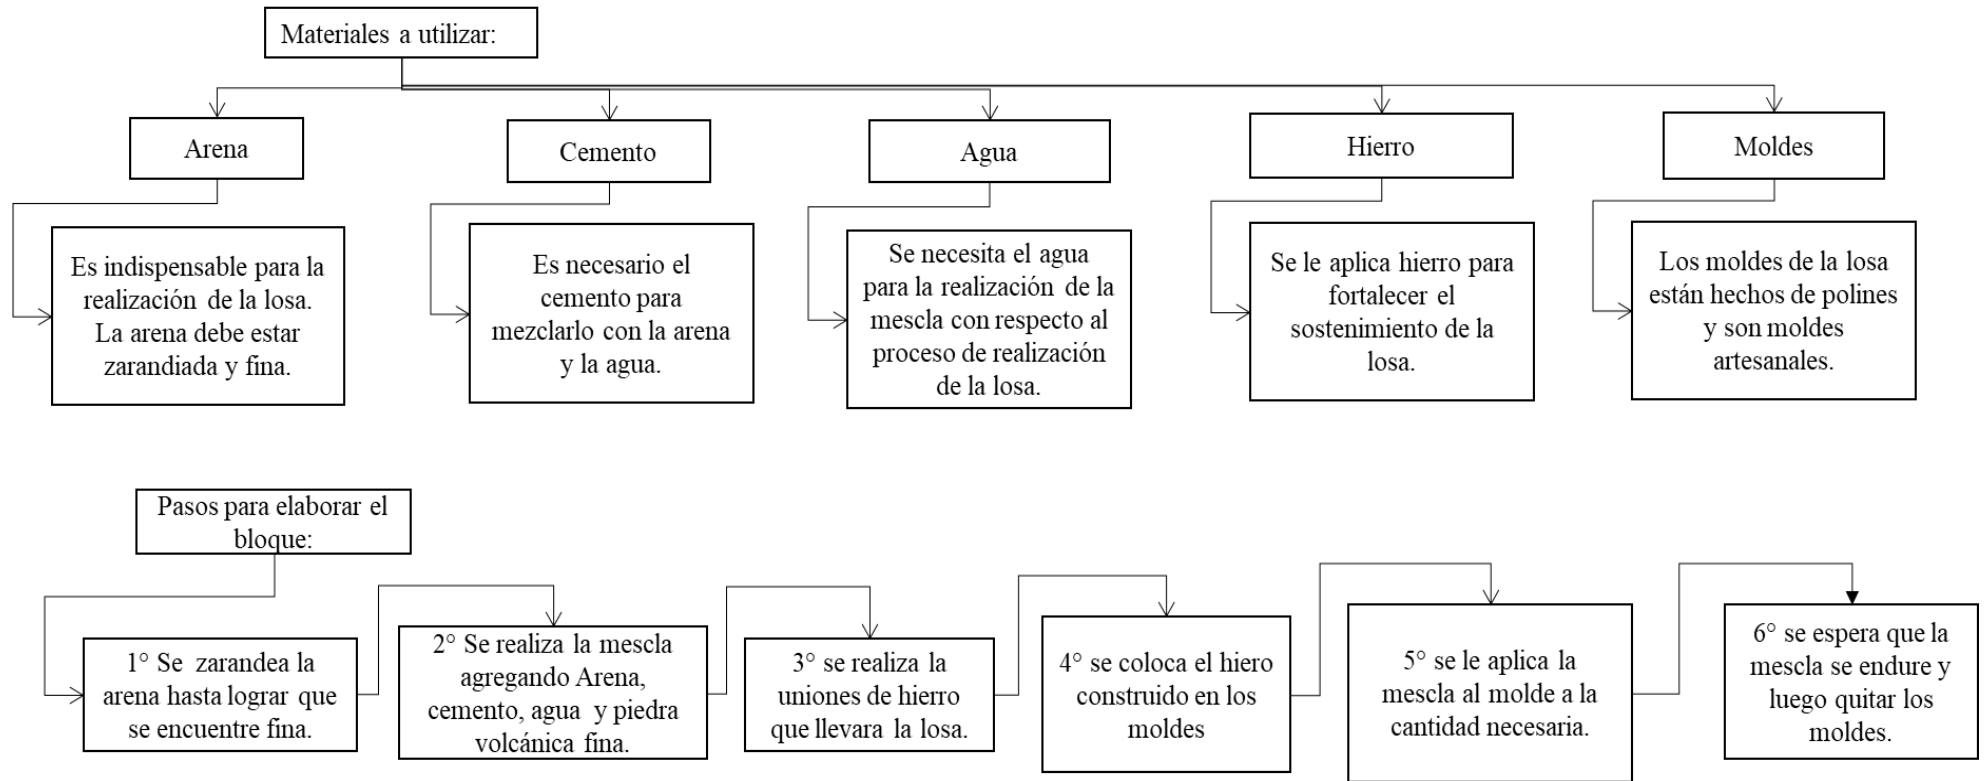 Materiales a utilizar:
Arena
Cemento
Agua
Hierro
Moldes
Es indispensable para la
realización de la losa.
La arena debe estar
zarandiada y fina.
Es necesario el
cemento para
mezclarlo con la arena
y la agua.
Se necesita el agua
para la realización de la
mescla con respecto al
proceso de realización
de la losa.
Se le aplica hierro para
fortalecer el
sostenimiento de la
losa.
Los moldes de la losa
están hechos de polines
y son moldes
artesanales.
Pasos para elaborar el
bloque:
1° Se zarandea la
arena hasta lograr que
se encuentre fina.
2° Se realiza la mescla
agregando Arena,
cemento, agua y piedra
volcánica fina.
3° se realiza la
uniones de hierro
que llevara la losa.
4° se coloca el hiero
construido en los
moldes
5° se le aplica la
mescla al molde a la
cantidad necesaria.
6° se espera que la
mescla se endure y
luego quitar los
moldes.